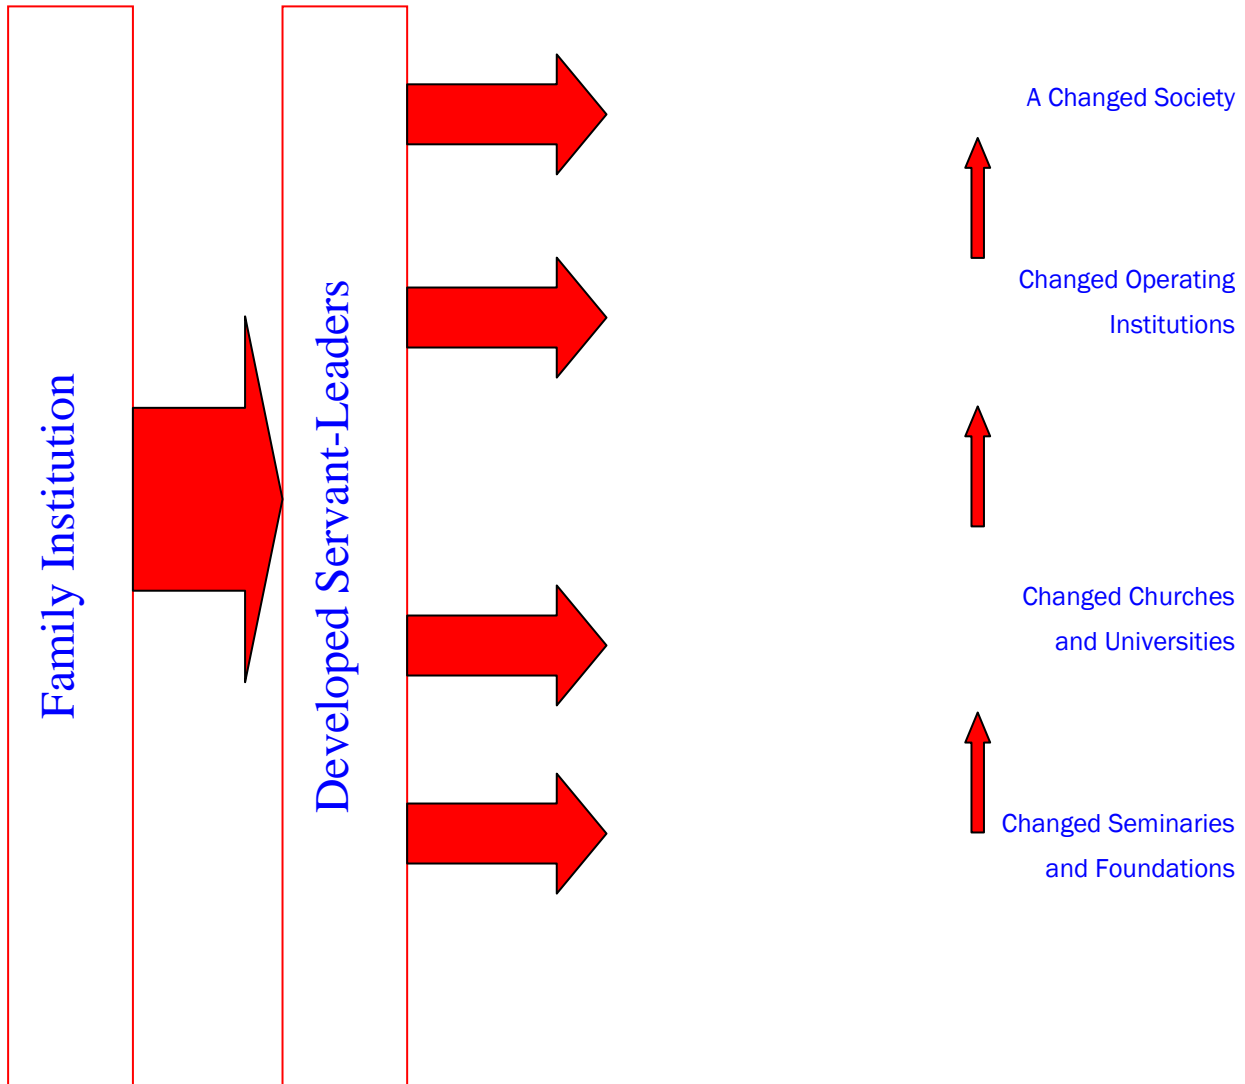 Family Institution
Developed Servant-Leaders
A Changed Society
Changed Operating
Institutions
Changed Churches
and Universities
Changed Seminaries
and Foundations